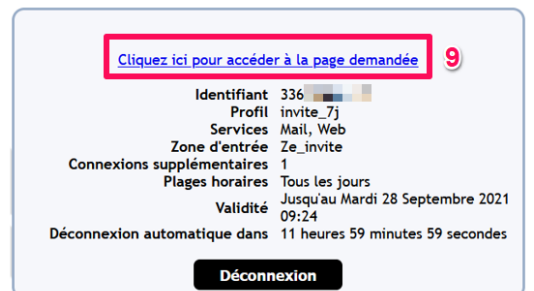 Cliquez ici pour accéder à la page demandée 9
Identifiant 336
Profil invite_7j
Services Mail, Web
Zone d'entrée Ze_invite
Connexions supplémentaires 1
Plages horaires Tous les jours
Validité Jusqu'au Mardi 28 Septembre 2021
09:24
Déconnexion automatique dans 11 heures 59 minutes 59 secondes
Déconnexion